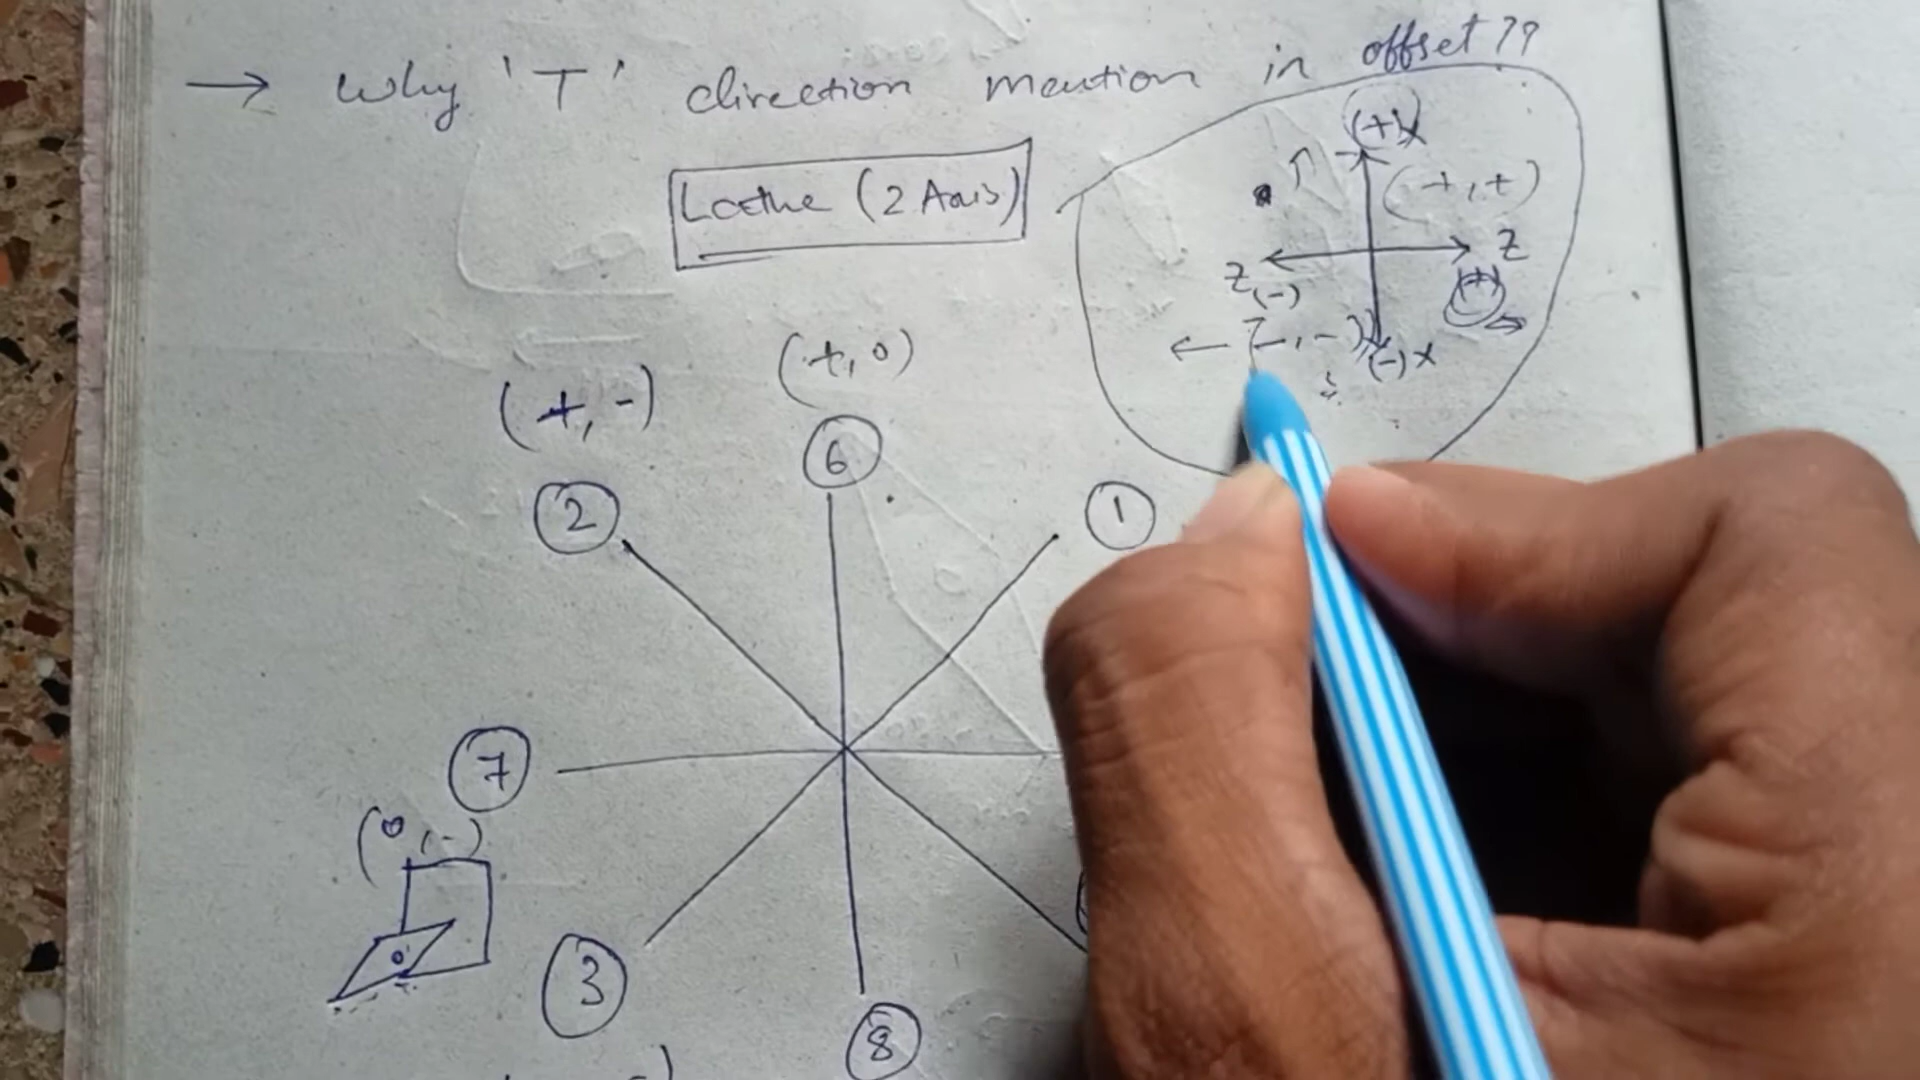 → Why 'T' direction mention in offset??
Lathe (2 Axis)
(+)X
(+,+)
Z
(+)
Z(-)
(-,-)
(-)X
(+,0)
(+,-)
6
2
1
7
(0,-)
3
8